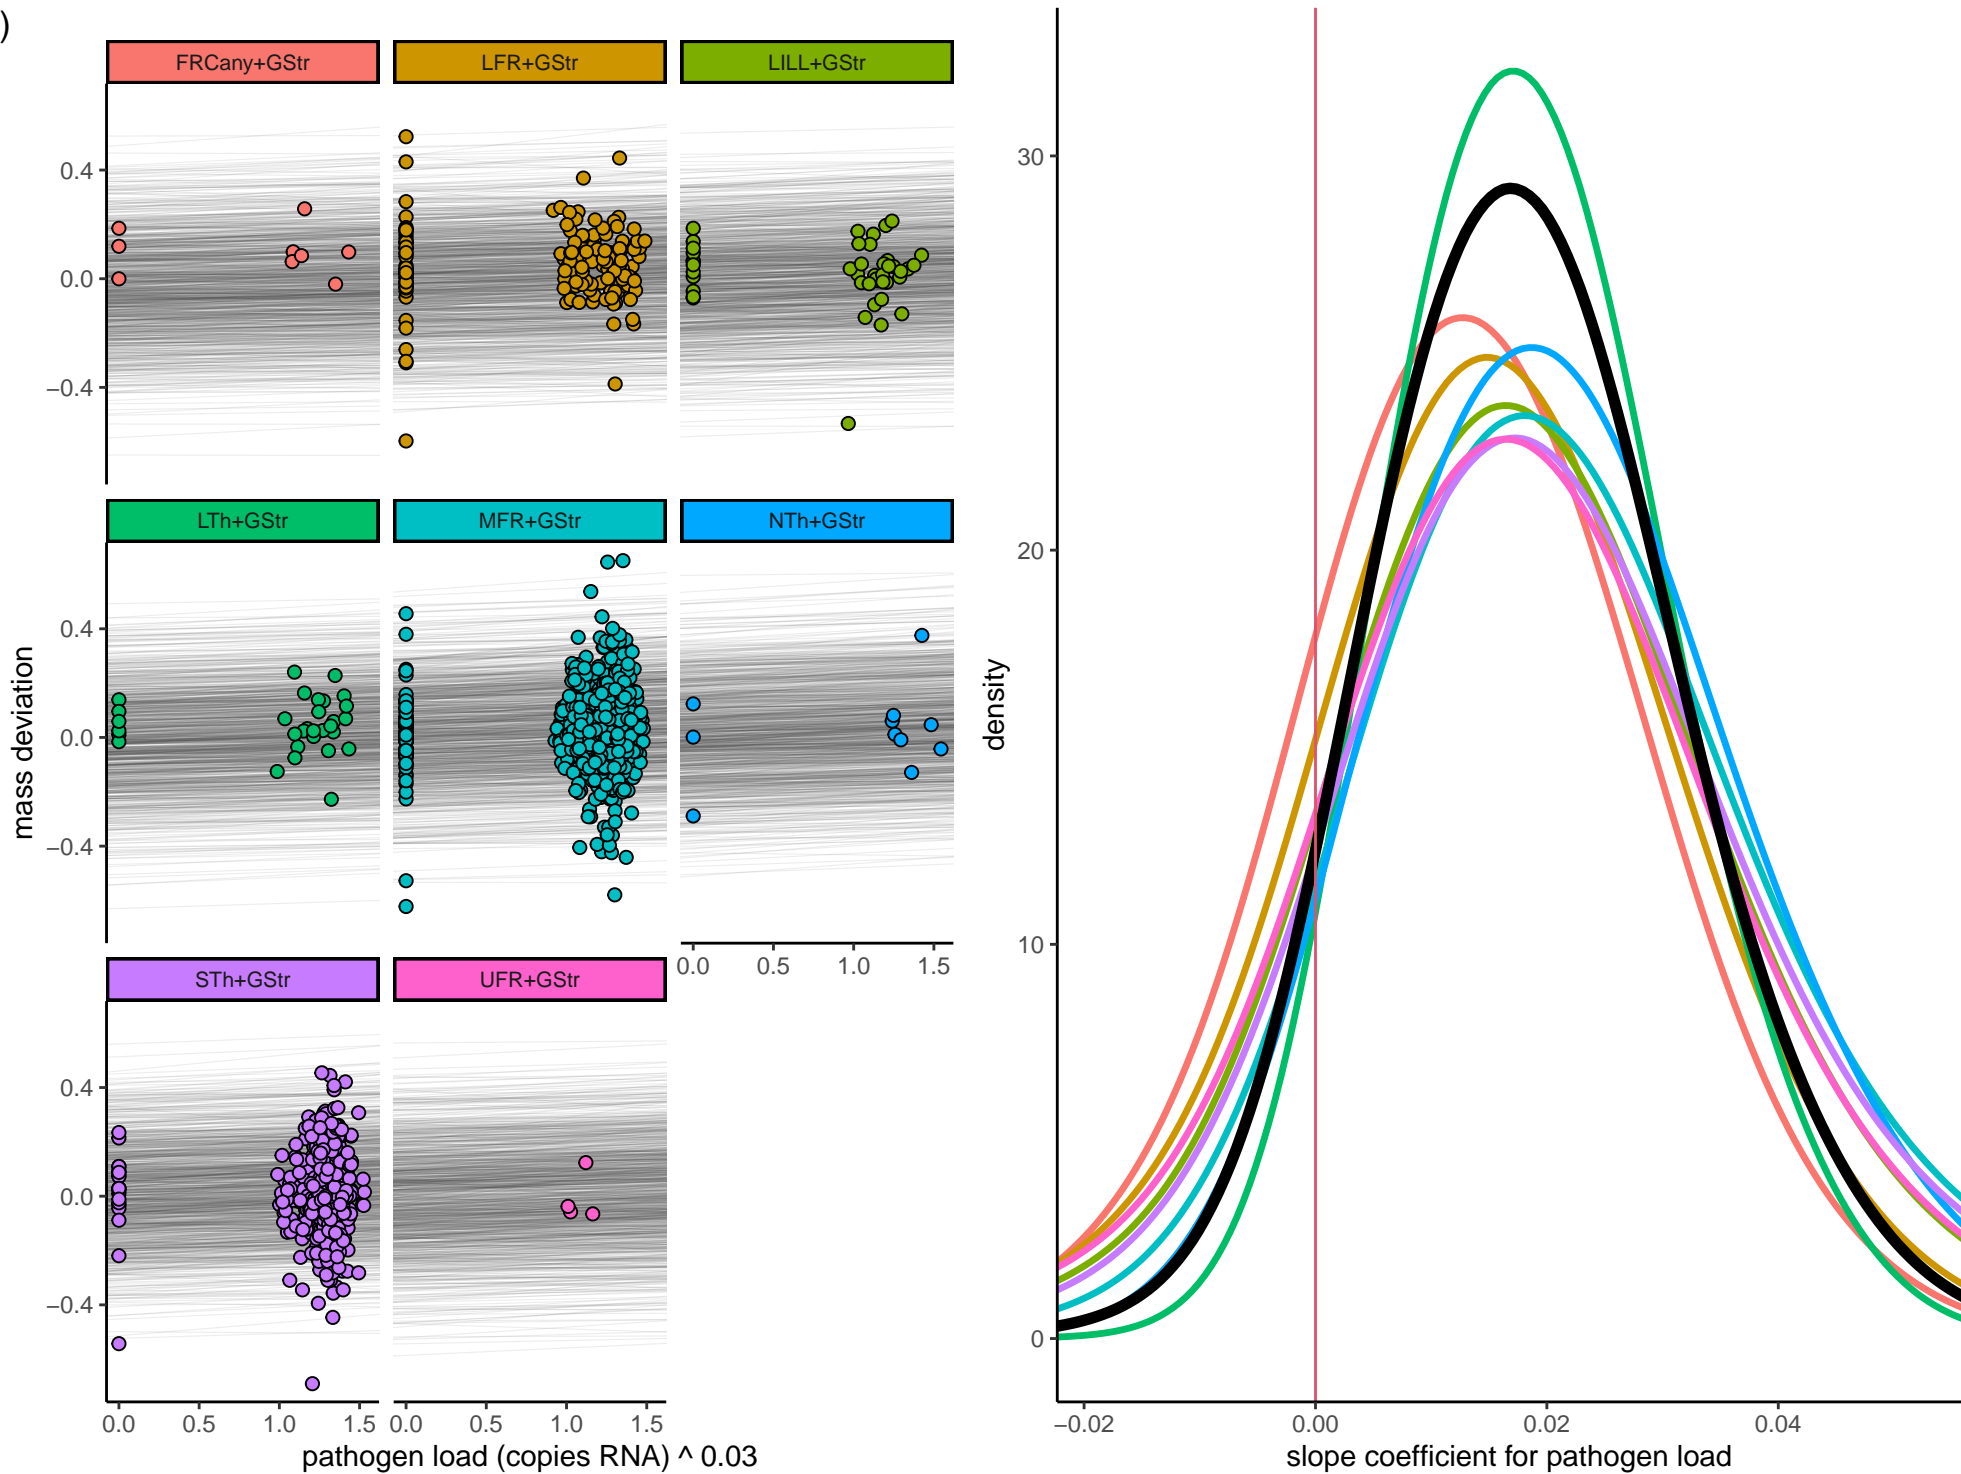 )
FRCany+GStr LFR+GStr LILL+GStr
0.4
0.0
−0.4
LTh+GStr MFR+GStr NTh+GStr
0.4
0.0
−0.4
0.0 0.5 1.0 1.5
STh+GStr UFR+GStr
0.4
0.0
−0.4
0.0 0.5 1.0 1.5 0.0 0.5 1.0 1.5
mass deviation
pathogen load (copies RNA) ^ 0.03
30
20
10
0
density
−0.02 0.00 0.02 0.04
slope coefficient for pathogen load